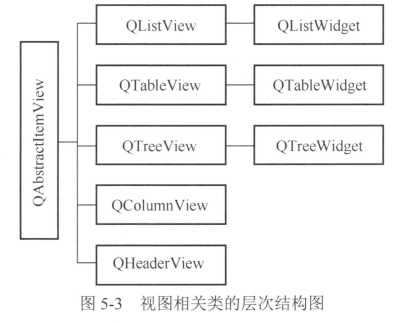 QAbstractItemView
QListView
QListWidget
QTableView
QTableWidget
QTreeView
QTreeWidget
QColumnView
QHeaderView
图 5-3 视图相关类的层次结构图